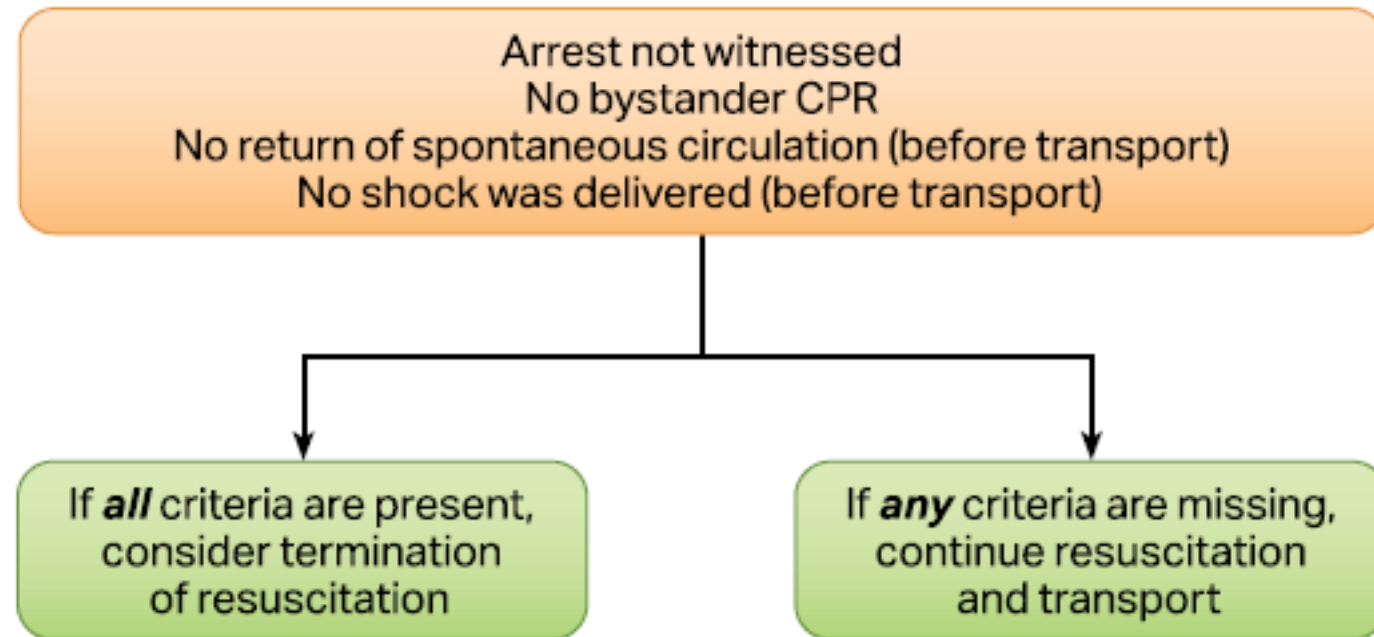 Arrest not witnessed
No bystander CPR
No return of spontaneous circulation (before transport)
No shock was delivered (before transport)
If all criteria are present,
consider termination
of resuscitation
If any criteria are missing,
continue resuscitation
and transport